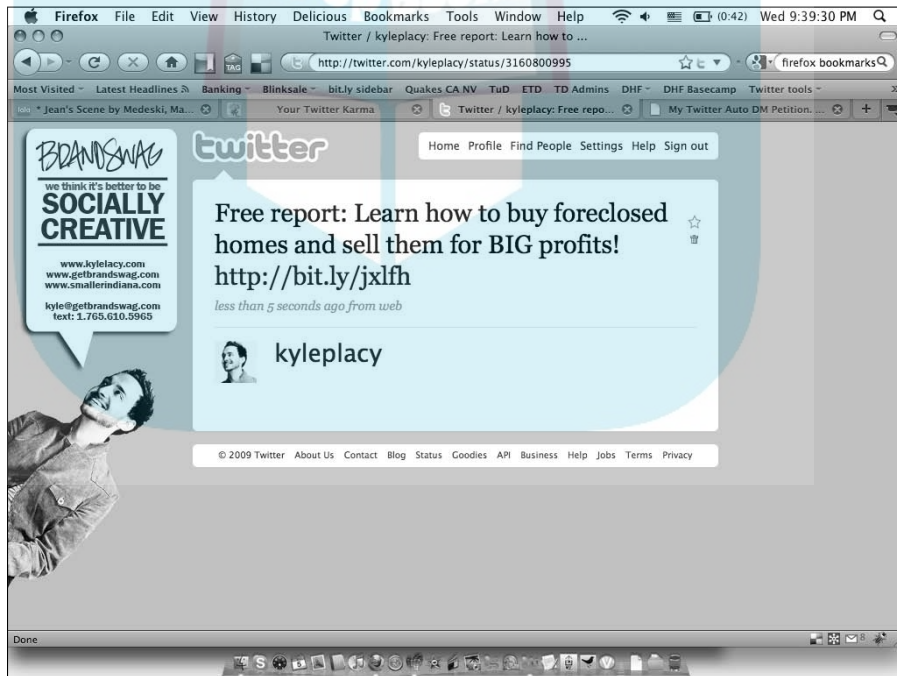 Firefox File Edit View History Delicious Bookmarks Tools Window Help (0:42) Wed 9:39:30 PM
Twitter / kyleplacy: Free report: Learn how to ...
http://twitter.com/kyleplacy/status/3160800995 firefox bookmarks
TAG
Most Visited Latest Headlines Banking Blinksale bit.ly sidebar Quakes CA NV TuD ETD TD Admins DHF DHF Basecamp Twitter tools
* Jean's Scene by Medeski, Ma... Your Twitter Karma Twitter / kyleplacy: Free repo... My Twitter Auto DM Petition. ...
BRANDSWAG
we think it's better to be
SOCIALLY
CREATIVE
www.kylelacy.com
www.getbrandswag.com
www.smallerindiana.com
kyle@getbrandswag.com
text: 1.765.610.5965
twitter
Home Profile Find People Settings Help Sign out
Free report: Learn how to buy foreclosed
homes and sell them for BIG profits!
http://bit.ly/jxlfh
less than 5 seconds ago from web
kyleplacy
© 2009 Twitter About Us Contact Blog Status Goodies API Business Help Jobs Terms Privacy
Done 8